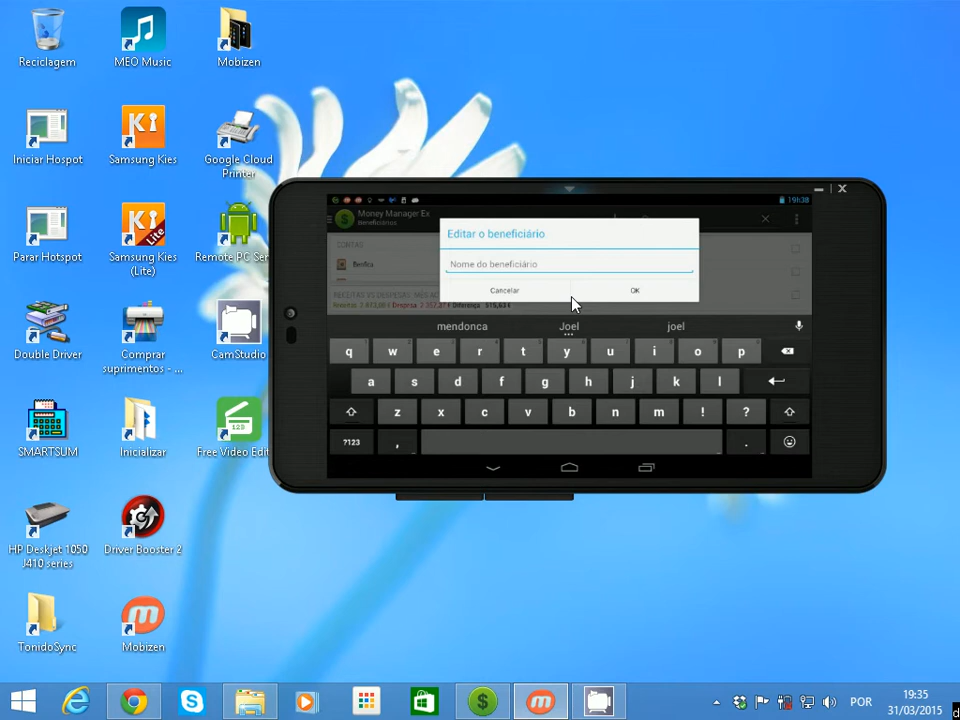 Reciclagem
MEO Music
Mobizen
Iniciar Hospot
Samsung Kies
Google Cloud
Printer
Parar Hotspot
Samsung Kies
(Lite)
Remote PC Ser
Double Driver
Comprar
suprimentos - ...
CamStudio
SMARTSUM
Inicializar
Free Video Edit
HP Deskjet 1050
J410 series
Driver Booster 2
TonidoSync
Mobizen
19h38
Money Manager Ex
Beneficiários
CONTAS
Benfica
Editar o beneficiário
Nome do beneficiário
Cancelar
OK
mendonca
Joel
joel
q w e r t y u i o p
a s d f g h j k l
z x c v b n m ! ?
?123 , .
POR
19:35
31/03/2015